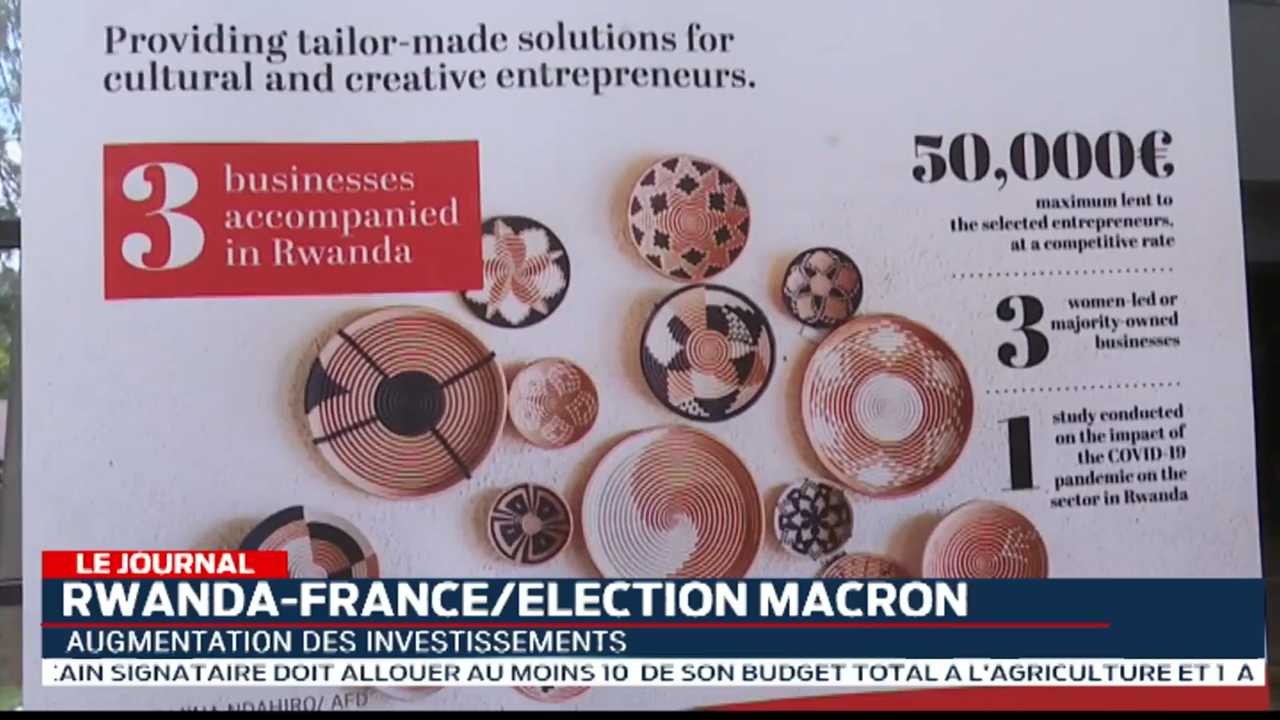 Providing tailor-made solutions for
cultural and creative entrepreneurs.
3
businesses
accompanied
in Rwanda
50,000€
maximum lent to
the selected entrepreneurs,
at a competitive rate
3
women-led or
majority-owned
businesses
1
study conducted
on the impact of
the COVID-19
pandemic on the
sector in Rwanda
LE JOURNAL
RWANDA-FRANCE/ELECTION MACRON
AUGMENTATION DES INVESTISSEMENTS
SIGNATAIRE DOIT ALLOUER AU MOINS 10 DE SON BUDGET TOTAL A L'AGRICULTURE ET 1 A
NDAHIRO/ AFD